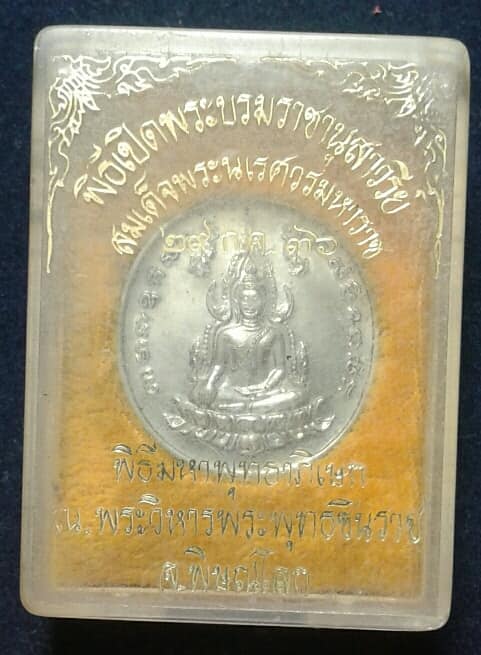 พิธีเปิดพระบรมราชานุสาวรีย์
สมเด็จพระนเรศวรมหาราช
พิธีมหาพุทธาภิเษก
ณ.พระวิหารพระพุทธชินราช
จ.พิษณุโลก